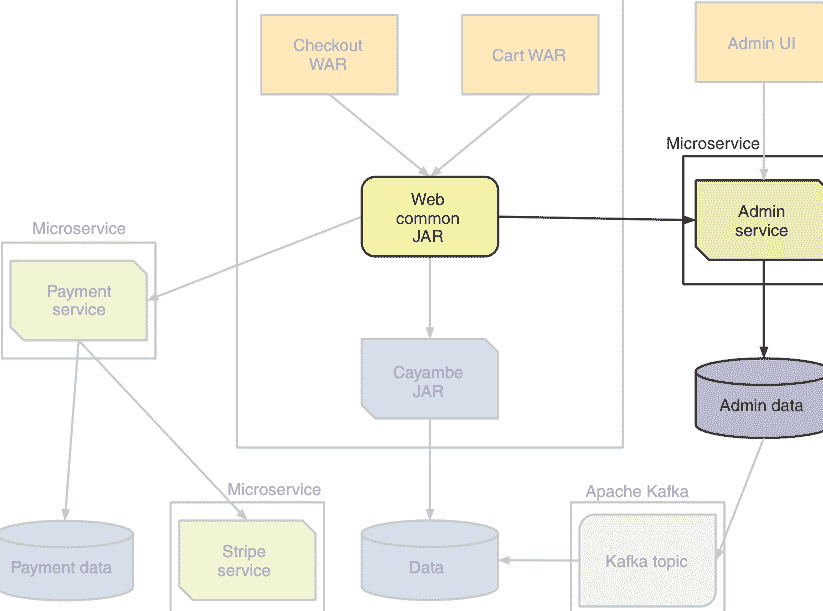 Checkout
WAR
Cart WAR
Admin UI
Microservice
Web
common
JAR
Admin
service
Microservice
Payment
service
Cayambe
JAR
Admin data
Microservice
Apache Kafka
Payment data
Stripe
service
Data
Kafka topic